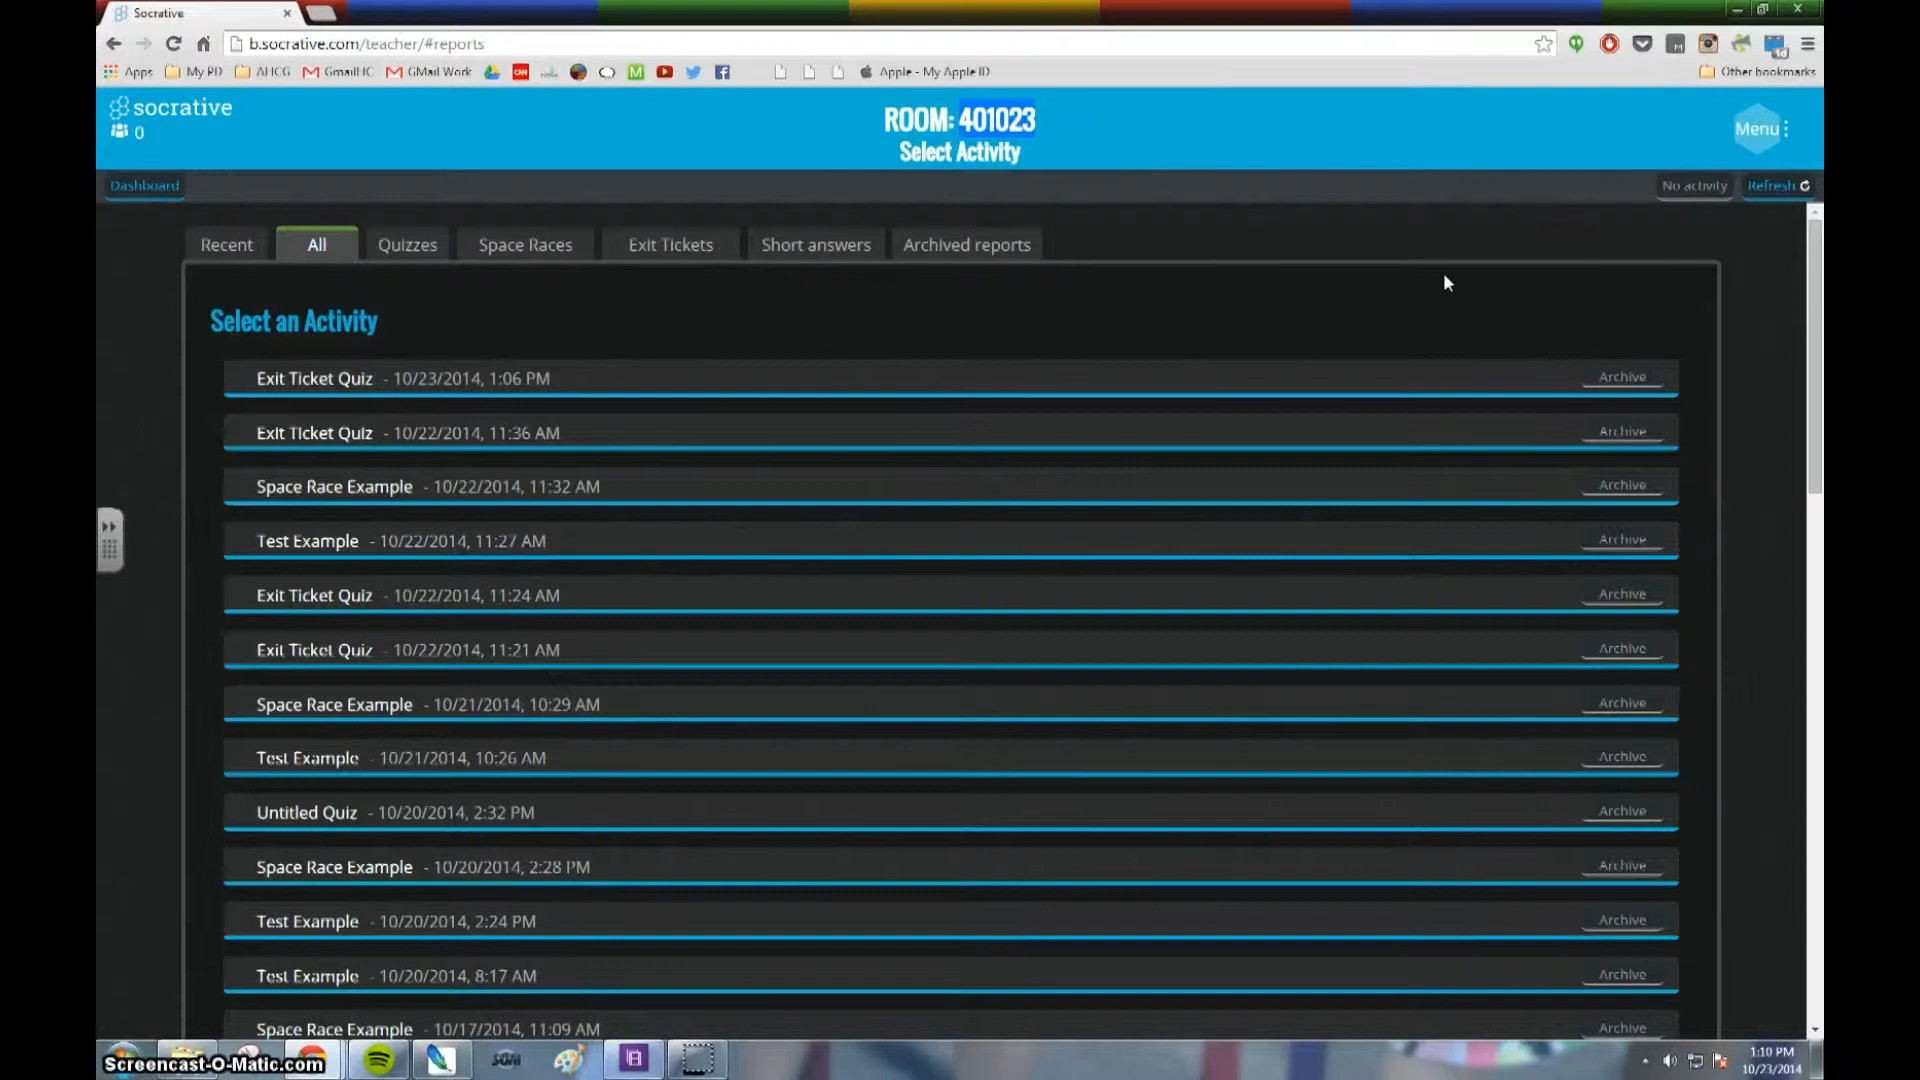 Socrative
b.socrative.com/teacher/#reports
Apps My PD AHCG Gmail HC GMail Work CNN M Apple - My Apple ID Other bookmarks
socrative
0
ROOM: 401023
Select Activity
Menu
Dashboard
No activity Refresh
Recent All Quizzes Space Races Exit Tickets Short answers Archived reports
Select an Activity
Exit Ticket Quiz - 10/23/2014, 1:06 PM Archive
Exit Ticket Quiz - 10/22/2014, 11:36 AM Archive
Space Race Example - 10/22/2014, 11:32 AM Archive
Test Example - 10/22/2014, 11:27 AM Archive
Exit Ticket Quiz - 10/22/2014, 11:24 AM Archive
Exit Ticket Quiz - 10/22/2014, 11:21 AM Archive
Space Race Example - 10/21/2014, 10:29 AM Archive
Test Example - 10/21/2014, 10:26 AM Archive
Untitled Quiz - 10/20/2014, 2:32 PM Archive
Space Race Example - 10/20/2014, 2:28 PM Archive
Test Example - 10/20/2014, 2:24 PM Archive
Test Example - 10/20/2014, 8:17 AM Archive
Space Race Example - 10/17/2014, 11:09 AM Archive
Screencast-O-Matic.com
SOM
1:10 PM
10/23/2014